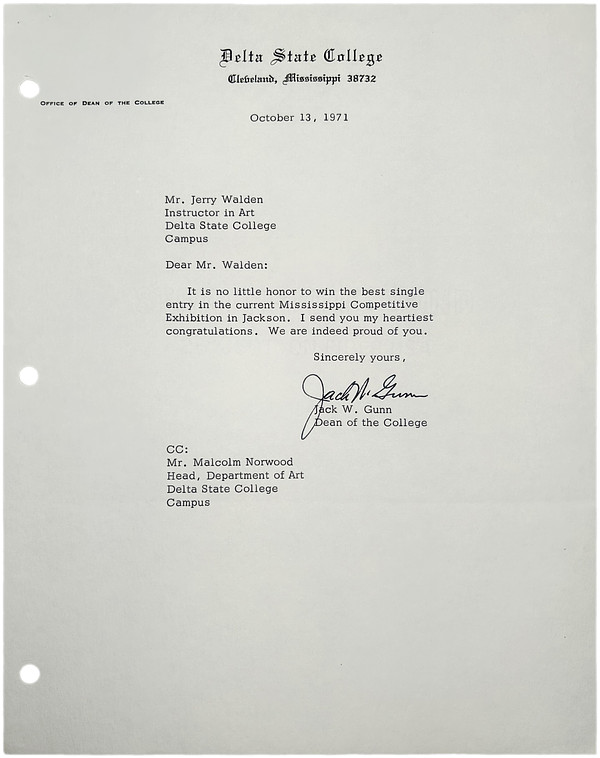 Delta State College
Cleveland, Mississippi 38732
OFFICE OF DEAN OF THE COLLEGE
October 13, 1971
Mr. Jerry Walden
Instructor in Art
Delta State College
Campus
Dear Mr. Walden:
It is no little honor to win the best single
entry in the current Mississippi Competitive
Exhibition in Jackson. I send you my heartiest
congratulations. We are indeed proud of you.
Sincerely yours,
Jack W. Gunn
Jack W. Gunn
Dean of the College
CC:
Mr. Malcolm Norwood
Head, Department of Art
Delta State College
Campus